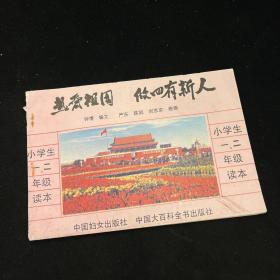 热爱祖国 做四有新人
小学生
一、二
年级
读本
小学生
一、二
年级
读本
中国妇女出版社 中国大百科全书出版社